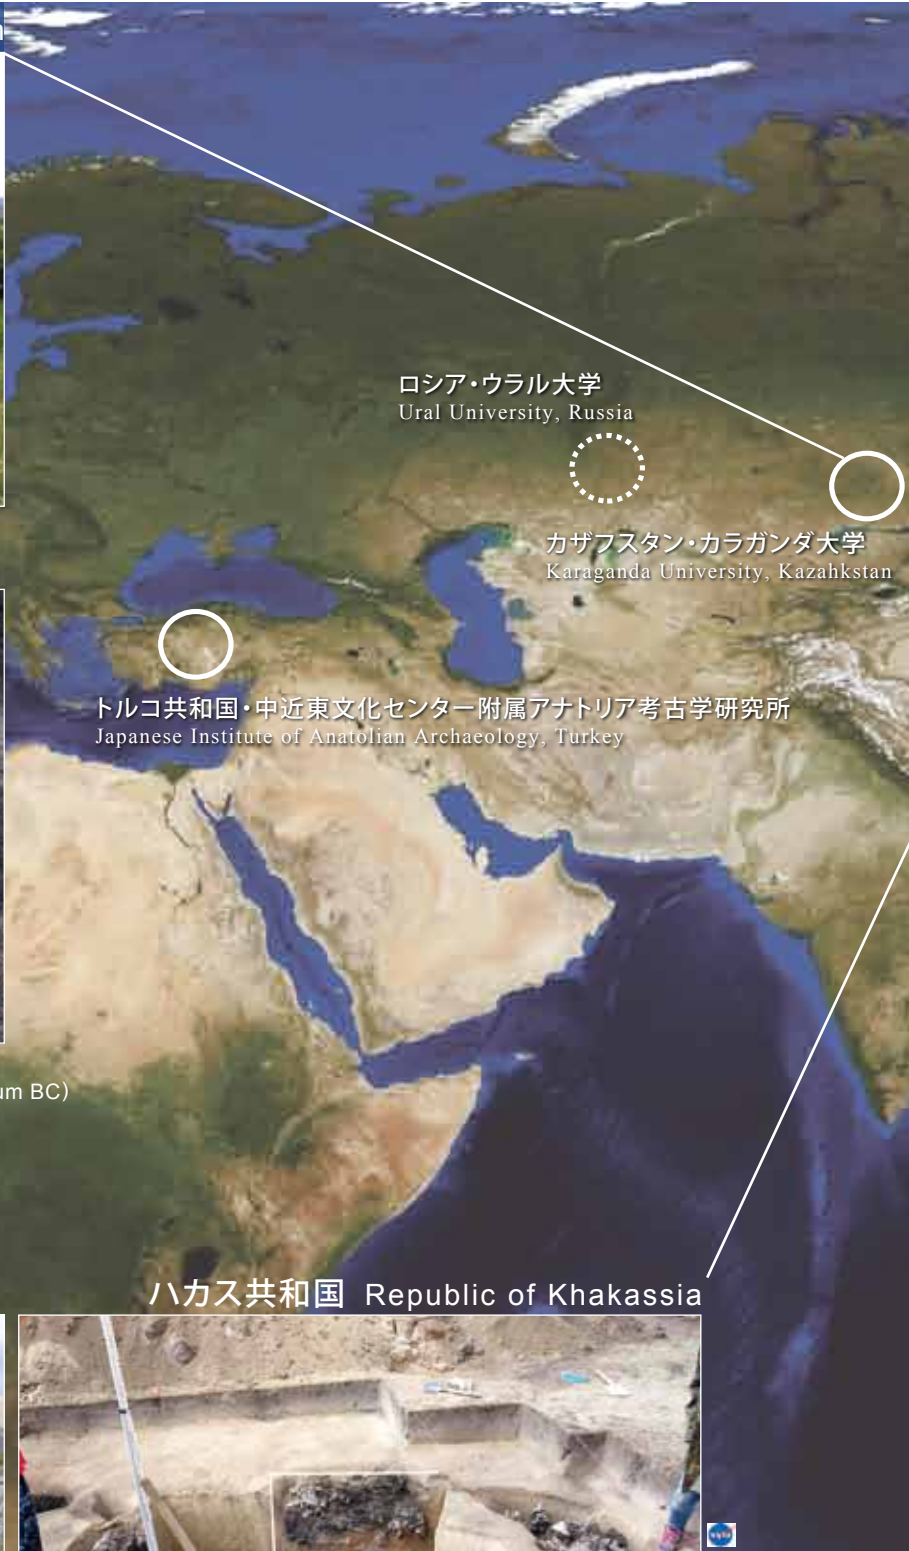 ロシア・ウラル大学
Ural University, Russia
カザフスタン・カラガンダ大学
Karaganda University, Kazahkstan
トルコ共和国・中近東文化センター附属アナトリア考古学研究所
Japanese Institute of Anatolian Archaeology, Turkey
um BC)
ハカス共和国 Republic of Khakassia